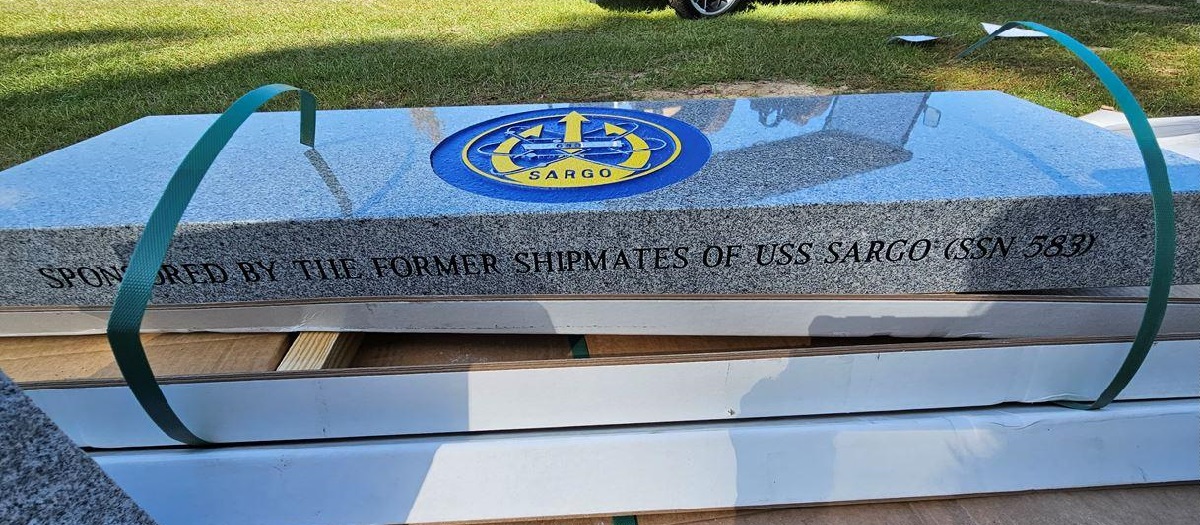 SARGO
SPONSORED BY THE FORMER SHIPMATES OF USS SARGO (SSN 583)